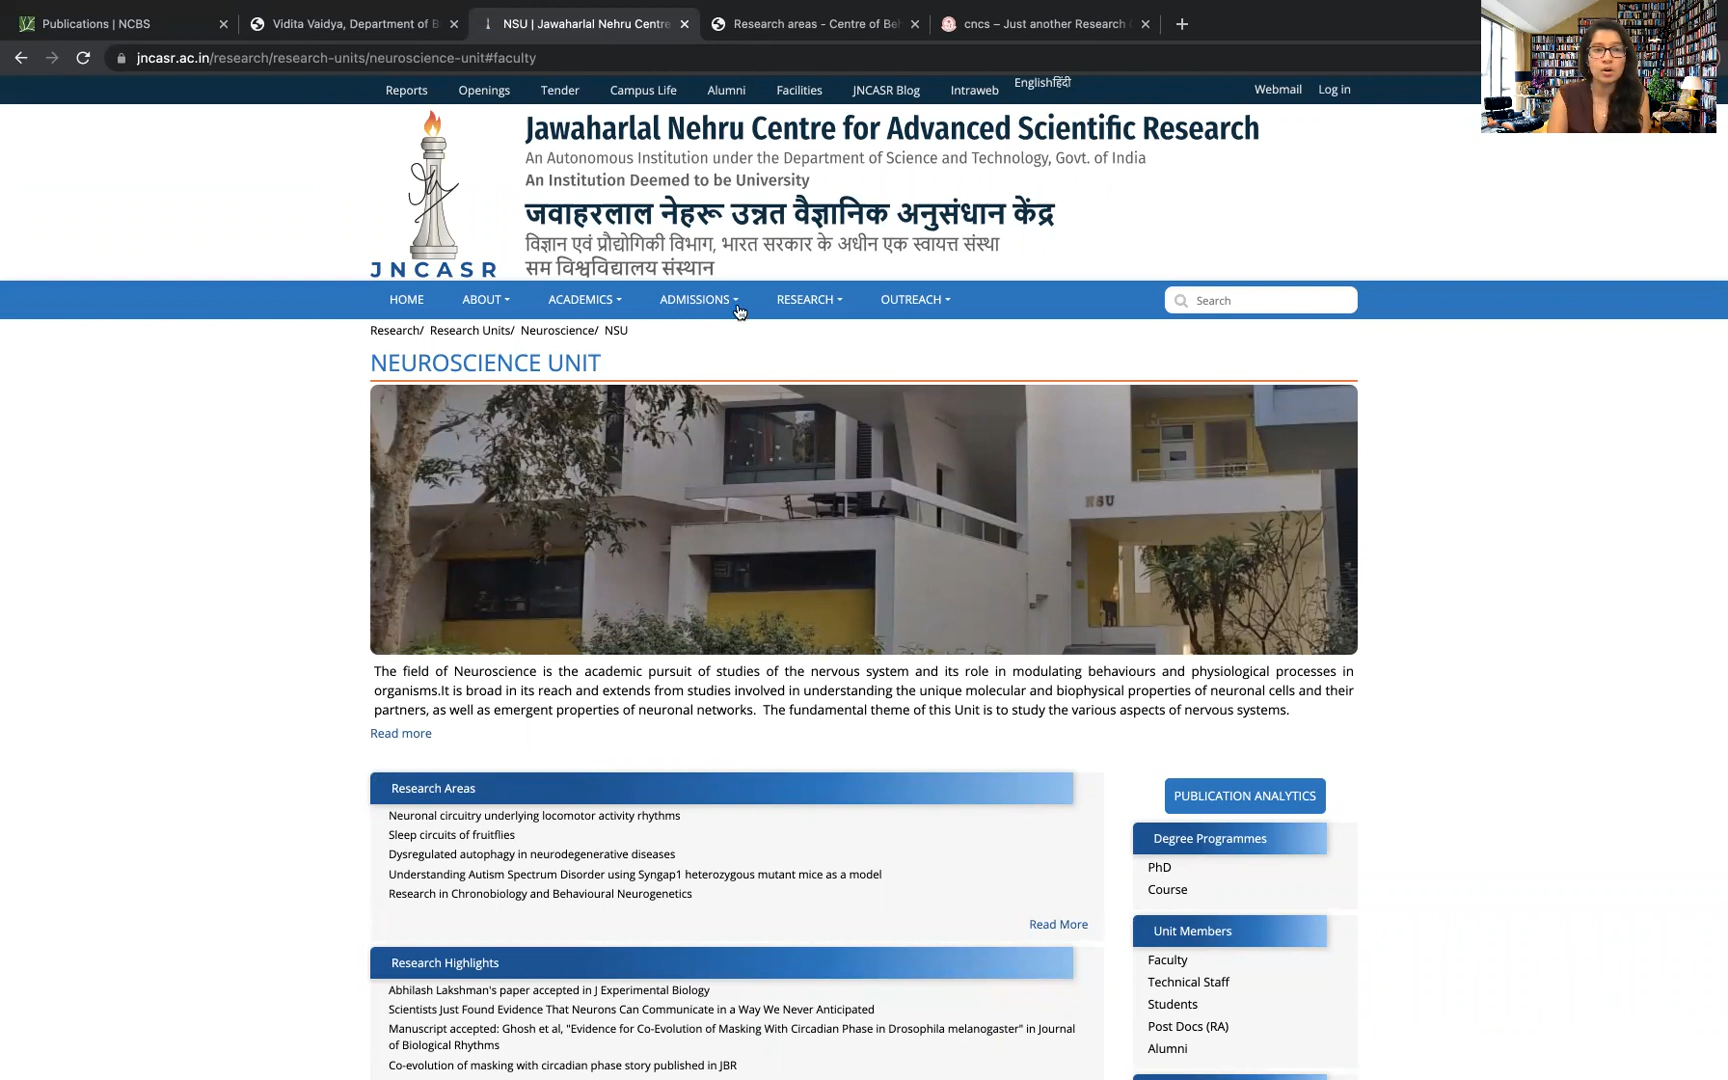 Publications | NCBS
Vidita Vaidya, Department of B
NSU | Jawaharlal Nehru Centre
Research areas - Centre of Beh
cncs – Just another Research
jncasr.ac.in/research/research-units/neuroscience-unit#faculty
Reports Openings Tender Campus Life Alumni Facilities JNCASR Blog Intraweb Englishहिंदी Webmail Log in
Jawaharlal Nehru Centre for Advanced Scientific Research
An Autonomous Institution under the Department of Science and Technology, Govt. of India
An Institution Deemed to be University
जवाहरलाल नेहरू उन्नत वैज्ञानिक अनुसंधान केंद्र
विज्ञान एवं प्रौद्योगिकी विभाग, भारत सरकार के अधीन एक स्वायत्त संस्था
सम विश्वविद्यालय संस्थान
JNCASR
HOME ABOUT ACADEMICS ADMISSIONS RESEARCH OUTREACH Search
Research/ Research Units/ Neuroscience/ NSU
NEUROSCIENCE UNIT
NSU
The field of Neuroscience is the academic pursuit of studies of the nervous system and its role in modulating behaviours and physiological processes in
organisms.It is broad in its reach and extends from studies involved in understanding the unique molecular and biophysical properties of neuronal cells and their
partners, as well as emergent properties of neuronal networks. The fundamental theme of this Unit is to study the various aspects of nervous systems.
Read more
Research Areas
Neuronal circuitry underlying locomotor activity rhythms
Sleep circuits of fruitflies
Dysregulated autophagy in neurodegenerative diseases
Understanding Autism Spectrum Disorder using Syngap1 heterozygous mutant mice as a model
Research in Chronobiology and Behavioural Neurogenetics
Read More
Research Highlights
Abhilash Lakshman's paper accepted in J Experimental Biology
Scientists Just Found Evidence That Neurons Can Communicate in a Way We Never Anticipated
Manuscript accepted: Ghosh et al, "Evidence for Co-Evolution of Masking With Circadian Phase in Drosophila melanogaster" in Journal
of Biological Rhythms
Co-evolution of masking with circadian phase story published in JBR
PUBLICATION ANALYTICS
Degree Programmes
PhD
Course
Unit Members
Faculty
Technical Staff
Students
Post Docs (RA)
Alumni